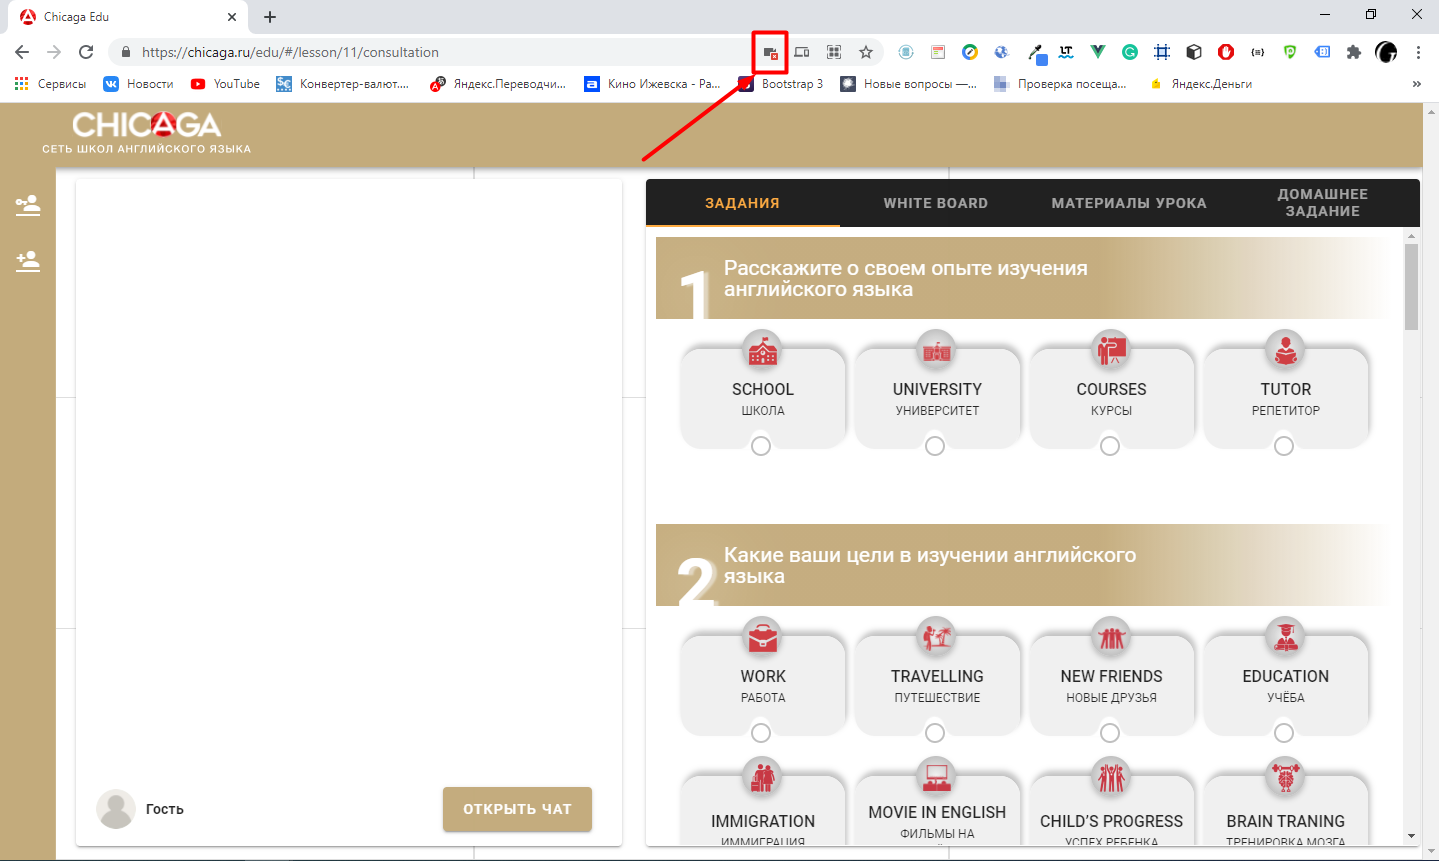 Chicaga Edu
https://chicaga.ru/edu/#/lesson/11/consultation
Сервисы
Новости
YouTube
Конвертер-валют....
Яндекс.Переводчи...
Кино Ижевска - Ра...
Bootstrap 3
Новые вопросы —...
Проверка посеща...
Яндекс.Деньги
CHICAGA
СЕТЬ ШКОЛ АНГЛИЙСКОГО ЯЗЫКА
ЗАДАНИЯ
WHITE BOARD
МАТЕРИАЛЫ УРОКА
ДОМАШНЕЕ
ЗАДАНИЕ
1
Расскажите о своем опыте изучения
английского языка
SCHOOL
ШКОЛА
UNIVERSITY
УНИВЕРСИТЕТ
COURSES
КУРСЫ
TUTOR
РЕПЕТИТОР
2
Какие ваши цели в изучении английского
языка
WORK
РАБОТА
TRAVELLING
ПУТЕШЕСТВИЕ
NEW FRIENDS
НОВЫЕ ДРУЗЬЯ
EDUCATION
УЧЁБА
IMMIGRATION
ИММИГРАЦИЯ
MOVIE IN ENGLISH
ФИЛЬМЫ НА
CHILD'S PROGRESS
УСПЕХ РЕБЕНКА
BRAIN TRANING
ТРЕНИРОВКА МОЗГА
Гость
ОТКРЫТЬ ЧАТ